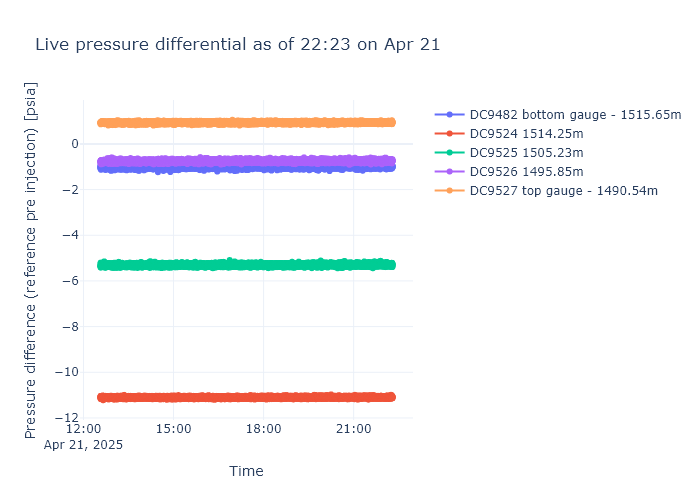 Live pressure differential as of 22:23 on Apr 21
Pressure difference (reference pre injection) [psia]
0
−2
−4
−6
−8
−10
−12
12:00
15:00
18:00
21:00
Apr 21, 2025
Time
DC9482 bottom gauge - 1515.65m
DC9524 1514.25m
DC9525 1505.23m
DC9526 1495.85m
DC9527 top gauge - 1490.54m